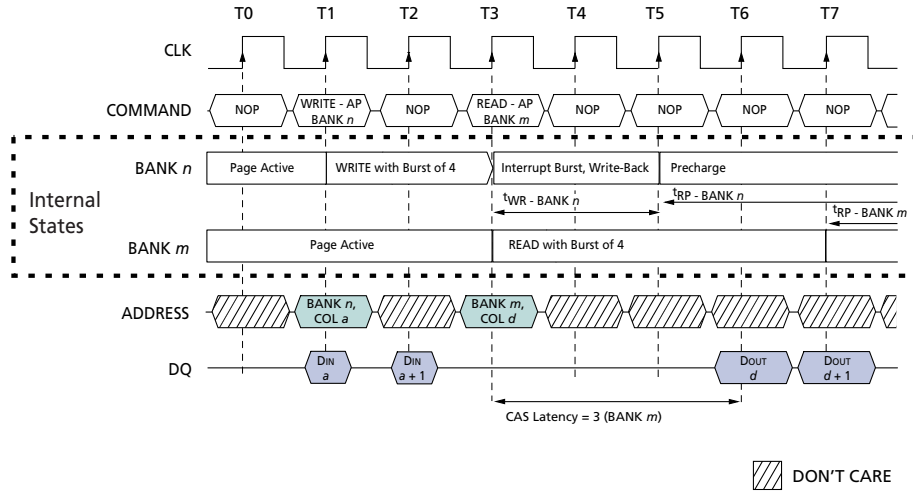 T0 T1 T2 T3 T4 T5 T6 T7
CLK
COMMAND NOP WRITE - AP BANK n NOP READ - AP BANK m NOP NOP NOP NOP
Internal States
BANK n Page Active WRITE with Burst of 4 Interrupt Burst, Write-Back Precharge
tWR - BANK n tRP - BANK n
tRP - BANK m
BANK m Page Active READ with Burst of 4
ADDRESS BANK n, COL a BANK m, COL d
DQ DIN a DIN a + 1 DOUT d DOUT d + 1
CAS Latency = 3 (BANK m)
DON'T CARE